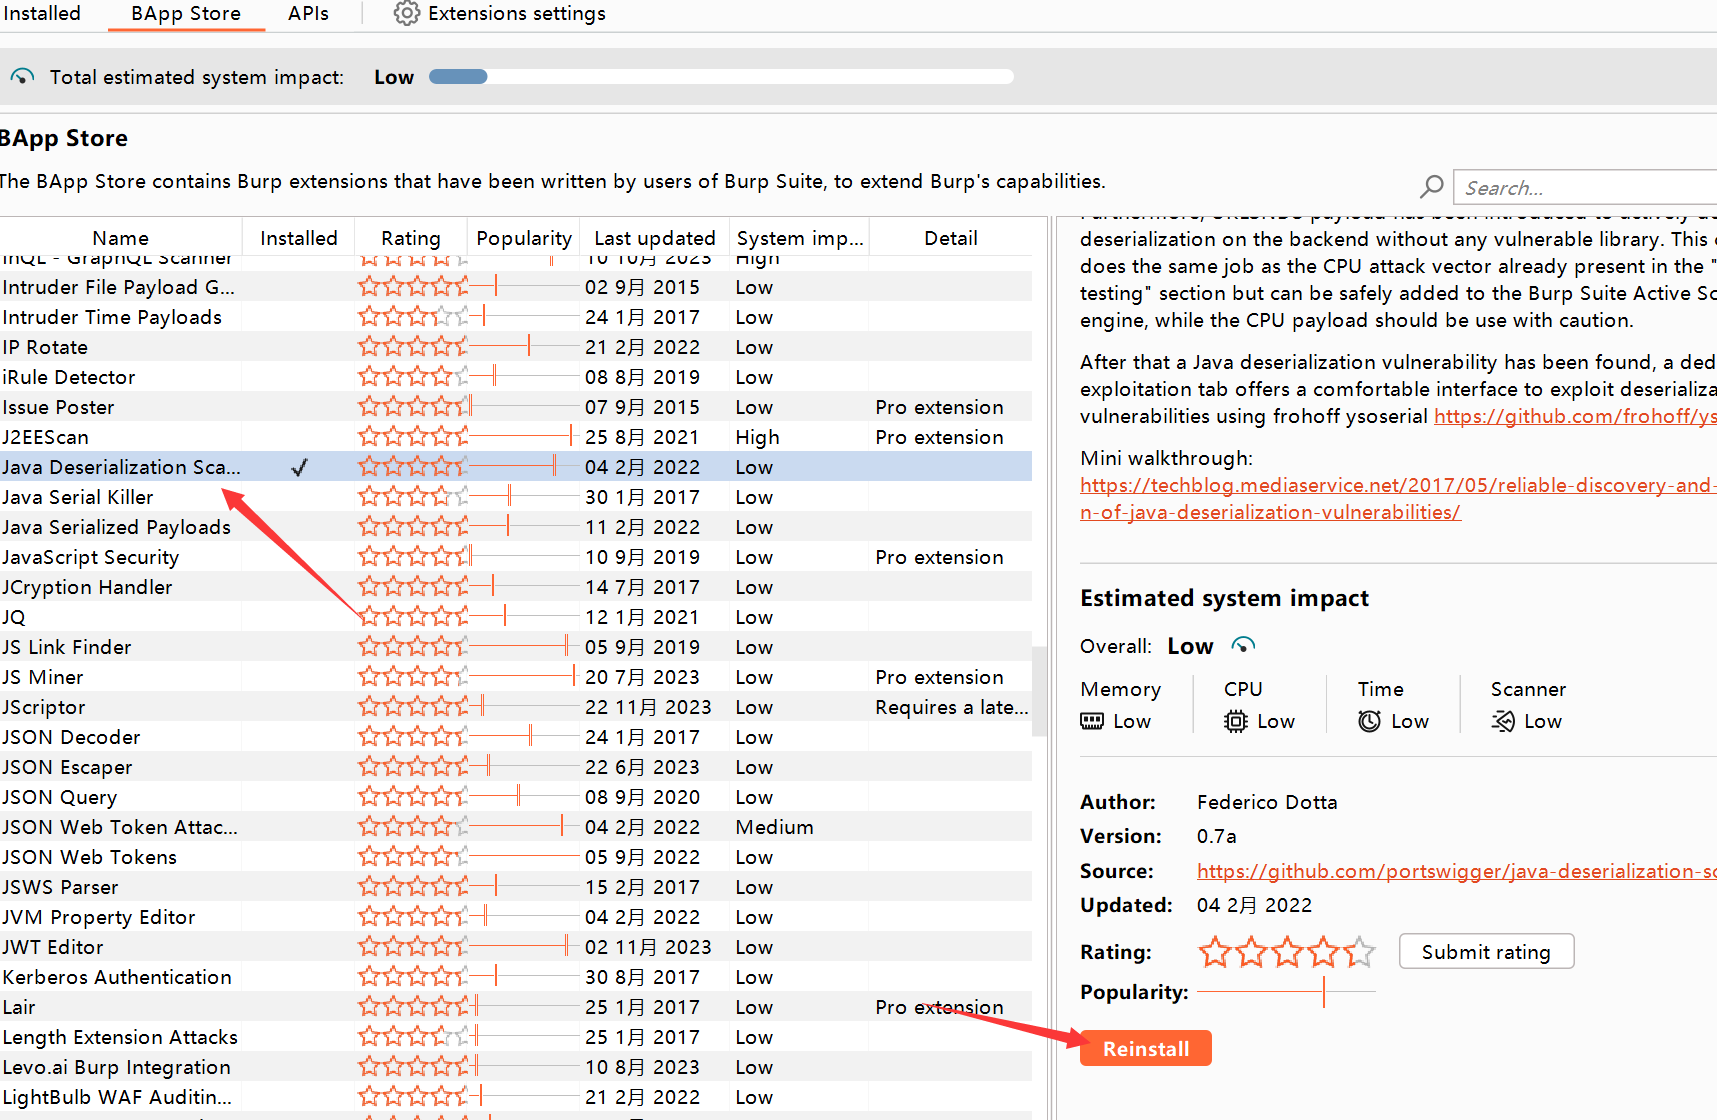 Installed BApp Store APIs Extensions settings
Total estimated system impact: Low
BApp Store
The BApp Store contains Burp extensions that have been written by users of Burp Suite, to extend Burp's capabilities.
Search...
Name Installed Rating Popularity Last updated System imp... Detail
InQL - GraphQL Scanner 10 10月 2023 High
Intruder File Payload G... 02 9月 2015 Low
Intruder Time Payloads 24 1月 2017 Low
IP Rotate 21 2月 2022 Low
iRule Detector 08 8月 2019 Low
Issue Poster 07 9月 2015 Low Pro extension
J2EEScan 25 8月 2021 High Pro extension
Java Deserialization Sca... 04 2月 2022 Low
Java Serial Killer 30 1月 2017 Low
Java Serialized Payloads 11 2月 2022 Low
JavaScript Security 10 9月 2019 Low Pro extension
JCryption Handler 14 7月 2017 Low
JQ 12 1月 2021 Low
JS Link Finder 05 9月 2019 Low
JS Miner 20 7月 2023 Low Pro extension
JScriptor 22 11月 2023 Low Requires a late...
JSON Decoder 24 1月 2017 Low
JSON Escaper 22 6月 2023 Low
JSON Query 08 9月 2020 Low
JSON Web Token Attac... 04 2月 2022 Medium
JSON Web Tokens 05 9月 2022 Low
JSWS Parser 15 2月 2017 Low
JVM Property Editor 04 2月 2022 Low
JWT Editor 02 11月 2023 Low
Kerberos Authentication 30 8月 2017 Low
Lair 25 1月 2017 Low Pro extension
Length Extension Attacks 25 1月 2017 Low
Levo.ai Burp Integration 10 8月 2023 Low
LightBulb WAF Auditin... 21 2月 2022 Low
Furthermore, URLSNDS payload has been introduced to actively de
deserialization on the backend without any vulnerable library. This
does the same job as the CPU attack vector already present in the "
testing" section but can be safely added to the Burp Suite Active Sc
engine, while the CPU payload should be use with caution.
After that a Java deserialization vulnerability has been found, a ded
exploitation tab offers a comfortable interface to exploit deserializa
vulnerabilities using frohoff ysoserial https://github.com/frohoff/ys
Mini walkthrough:
https://techblog.mediaservice.net/2017/05/reliable-discovery-and-
n-of-java-deserialization-vulnerabilities/
Estimated system impact
Overall: Low
Memory CPU Time Scanner
Low Low Low Low
Author: Federico Dotta
Version: 0.7a
Source: https://github.com/portswigger/java-deserialization-sc
Updated: 04 2月 2022
Rating: Submit rating
Popularity:
Reinstall